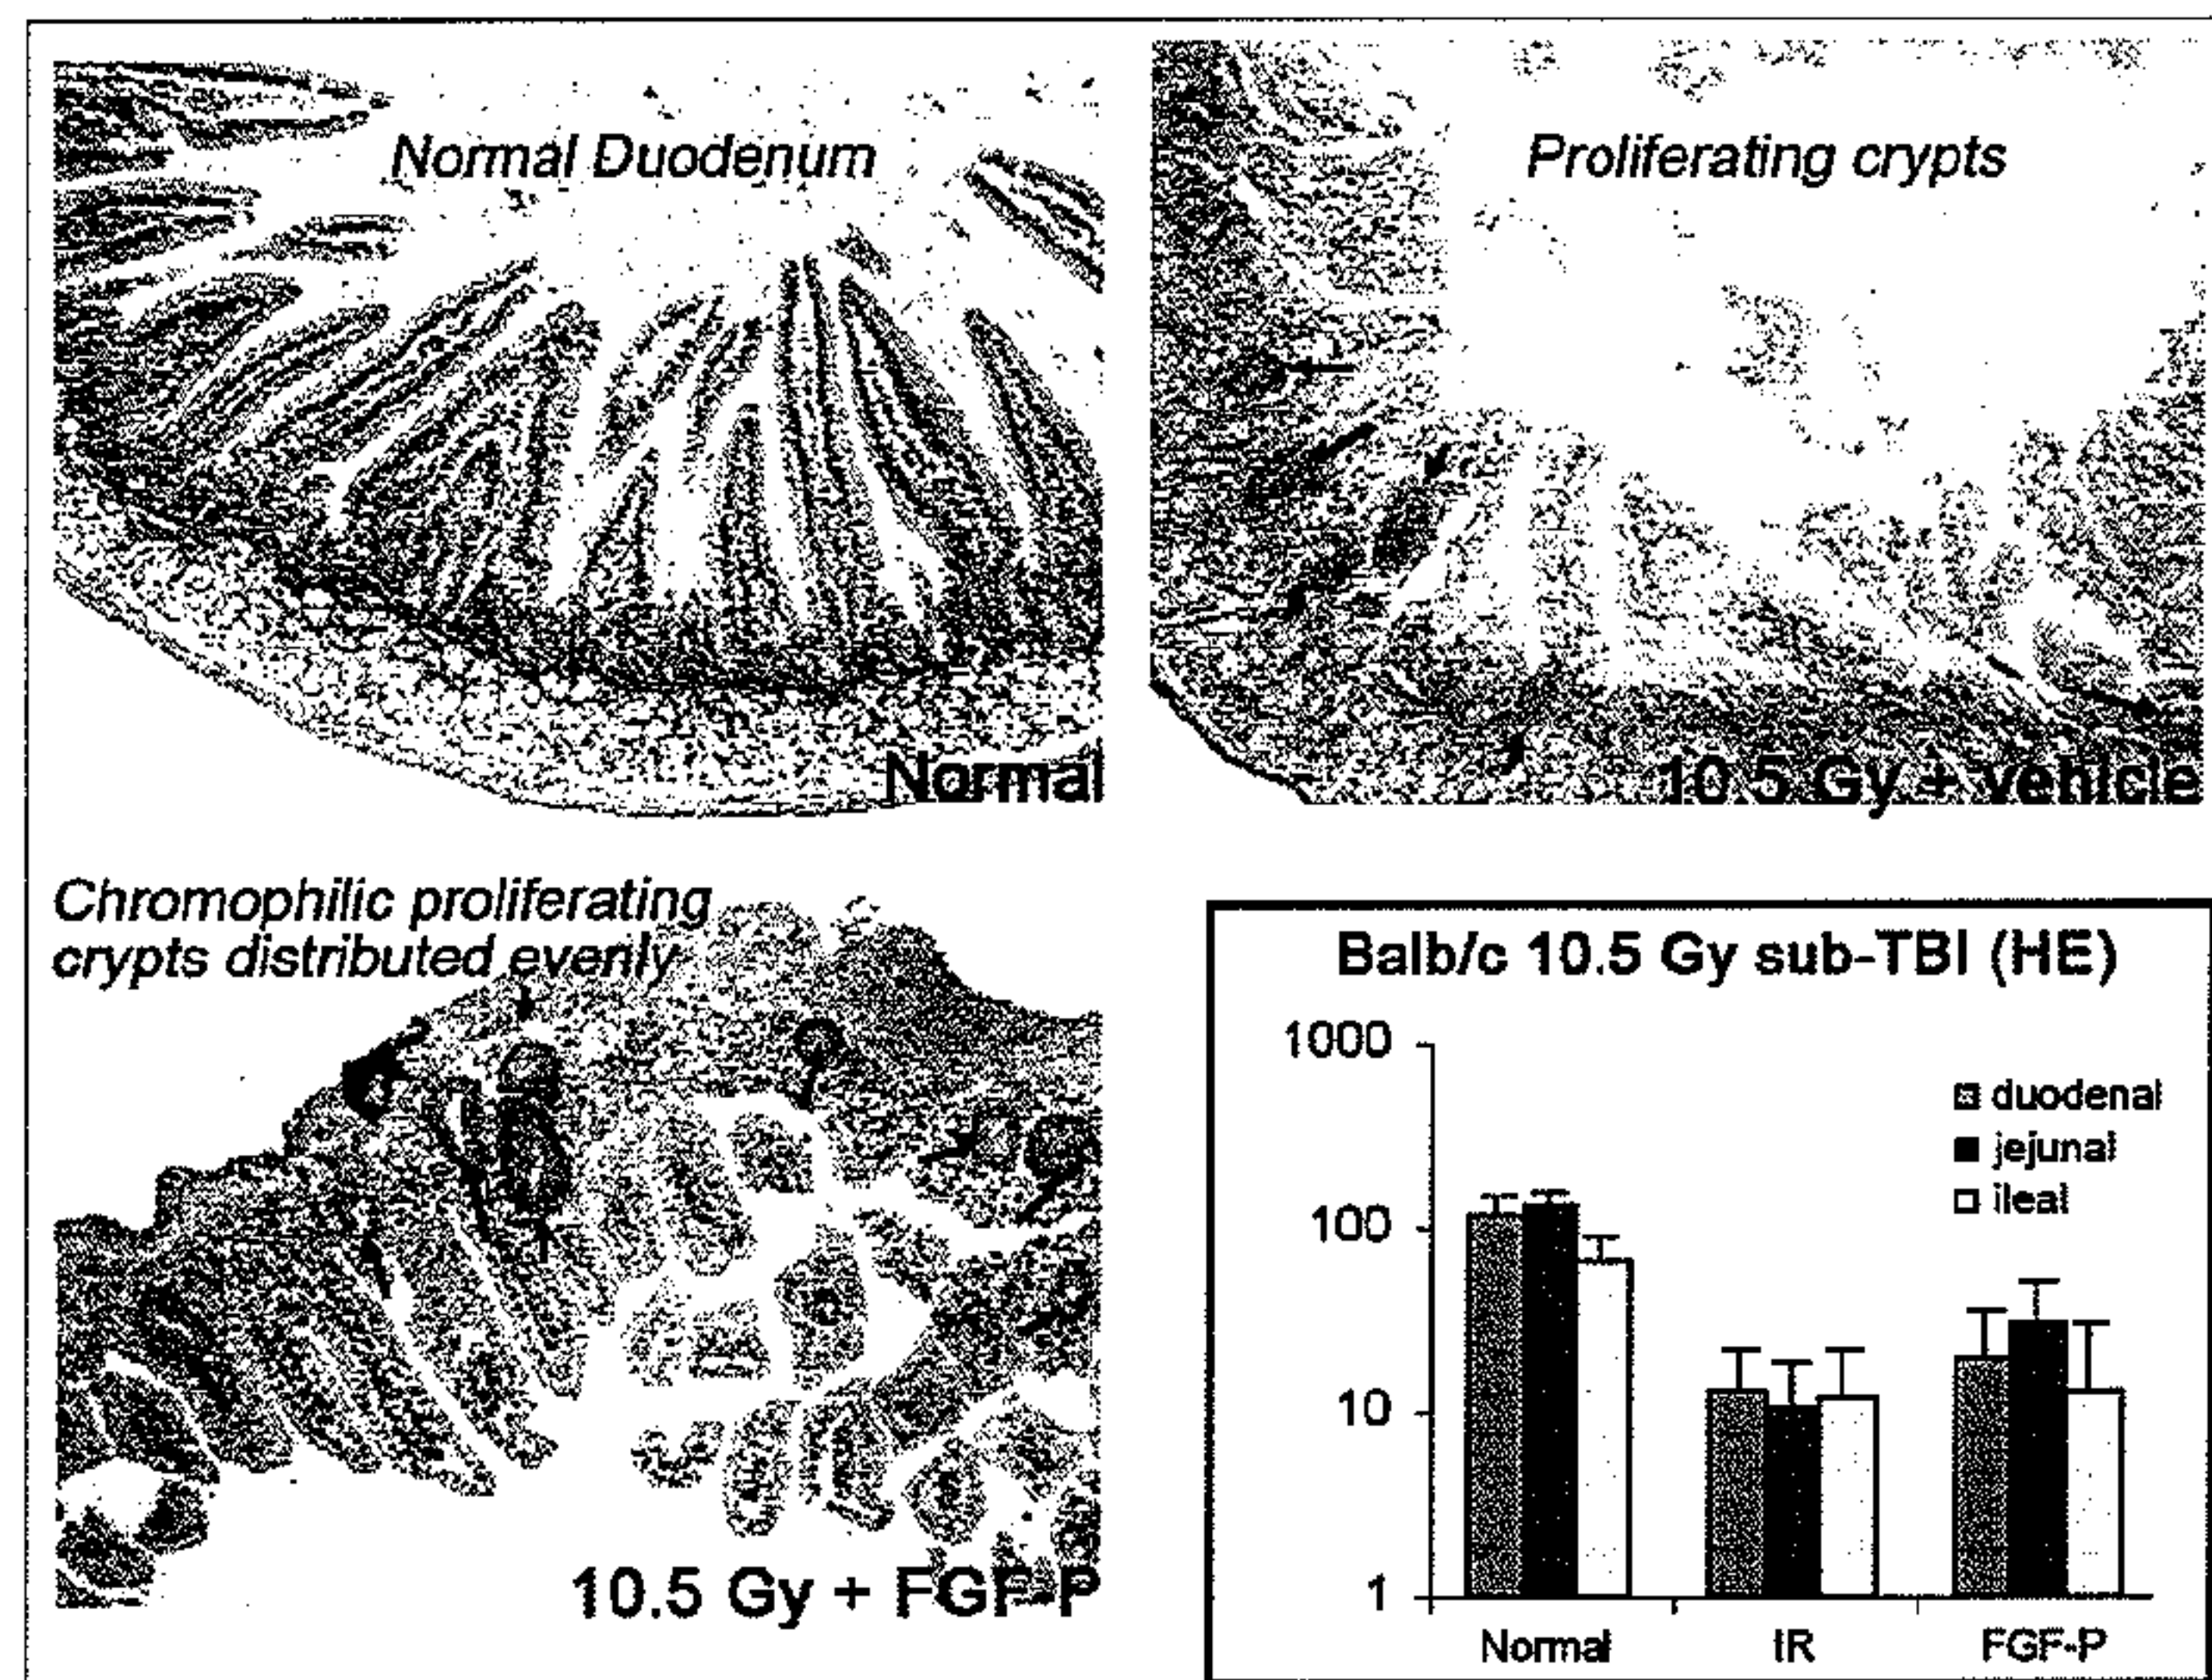 Normal Duodenum
Normal
Proliferating crypts
10.5 Gy + vehicle
Chromophilic proliferating
crypts distributed evenly
10.5 Gy + FGF-P
Balb/c 10.5 Gy sub-TBI (HE)
1000
100
10
1
duodenal
jejunal
ileal
Normal
IR
FGF-P